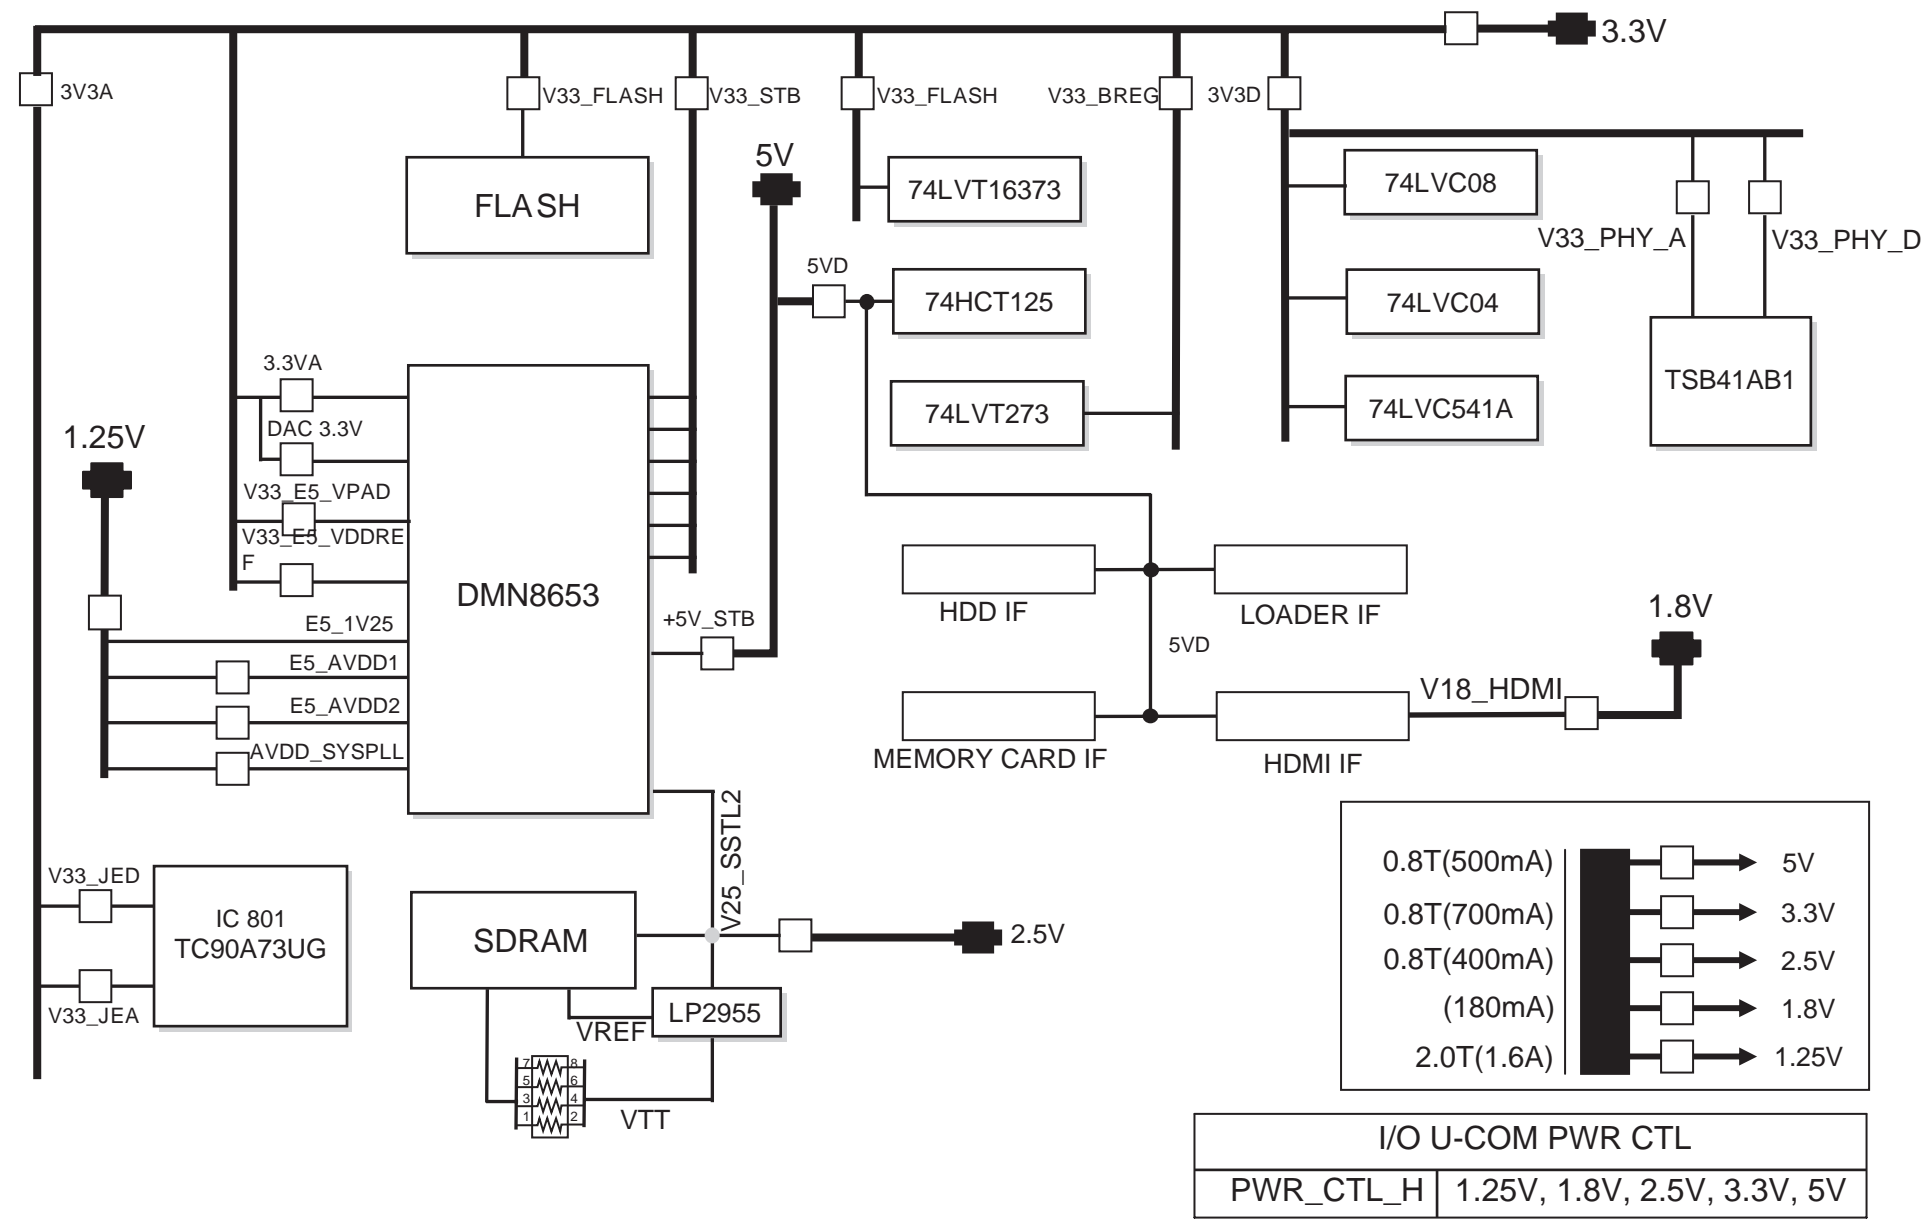 3.3V
3V3A
V33_FLASH
V33_STB
V33_FLASH
V33_BREG
3V3D
5V
FLASH
74LVT16373
74LVC08
V33_PHY_A
V33_PHY_D
5VD
74HCT125
74LVC04
TSB41AB1
3.3VA
DAC 3.3V
74LVT273
74LVC541A
1.25V
V33_E5_VPAD
V33_E5_VDDRE
F
DMN8653
HDD IF
LOADER IF
+5V_STB
5VD
1.8V
E5_1V25
E5_AVDD1
E5_AVDD2
AVDD_SYSPLL
V18_HDMI
MEMORY CARD IF
HDMI IF
V25_SSTL2
V33_JED
IC 801
TC90A73UG
V33_JEA
SDRAM
2.5V
LP2955
VREF
7 8
5 6
3 4
1 2
VTT
0.8T(500mA) 5V
0.8T(700mA) 3.3V
0.8T(400mA) 2.5V
(180mA) 1.8V
2.0T(1.6A) 1.25V
I/O U-COM PWR CTL
PWR_CTL_H 1.25V, 1.8V, 2.5V, 3.3V, 5V